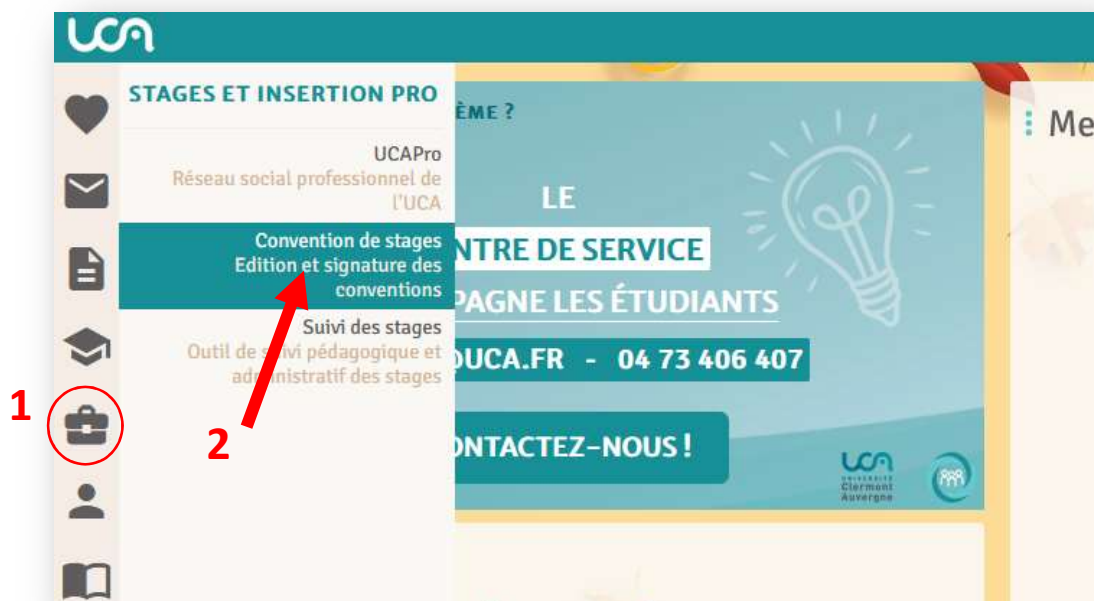 UCA
STAGES ET INSERTION PRO
UCAPro
Réseau social professionnel de
l'UCA
Convention de stages
Edition et signature des
conventions
Suivi des stages
Outil de suivi pédagogique et
administratif des stages
1
2
ÈME ?
LE
NTRE DE SERVICE
PAGNE LES ÉTUDIANTS
@UCA.FR - 04 73 406 407
ONTACTEZ-NOUS !
UCA
UNIVERSITÉ
Clermont
Auvergne
Me